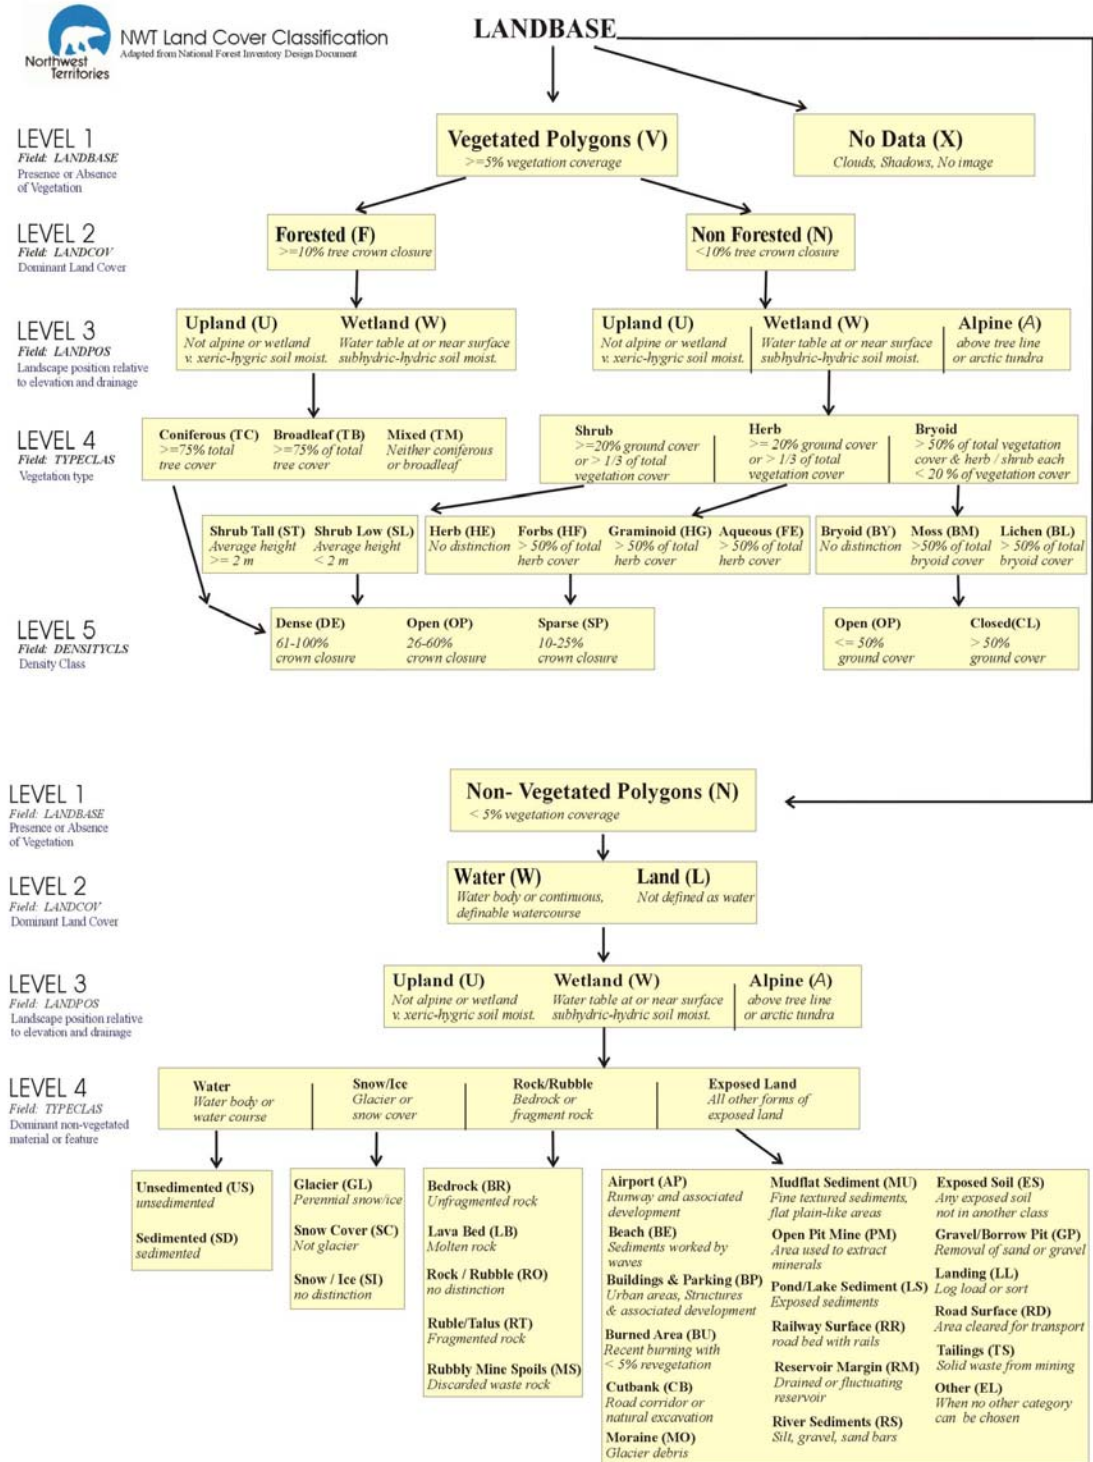 Northwest
Territories
NWT Land Cover Classification
Adapted from National Forest Inventory Design Document
LANDBASE
LEVEL 1
Field: LANDBASE
Presence or Absence
of Vegetation
Vegetated Polygons (V)
>=5% vegetation coverage
No Data (X)
Clouds, Shadows, No image
LEVEL 2
Field: LANDCOV
Dominant Land Cover
Forested (F)
>=10% tree crown closure
Non Forested (N)
<10% tree crown closure
LEVEL 3
Field: LANDPOS
Landscape position relative
to elevation and drainage
Upland (U)
Not alpine or wetland
v. xeric-hygric soil moist.
Wetland (W)
Water table at or near surface
subhydric-hydric soil moist.
Upland (U)
Not alpine or wetland
v. xeric-hygric soil moist.
Wetland (W)
Water table at or near surface
subhydric-hydric soil moist.
Alpine (A)
above tree line
or arctic tundra
LEVEL 4
Field: TYPECLAS
Vegetation type
Coniferous (TC)
>=75% total
tree cover
Broadleaf (TB)
>=75% of total
tree cover
Mixed (TM)
Neither coniferous
or broadleaf
Shrub
>=20% ground cover
or > 1/3 of total
vegetation cover
Herb
>= 20% ground cover
or > 1/3 of total
vegetation cover
Bryoid
> 50% of total vegetation
cover & herb / shrub each
< 20 % of vegetation cover
Shrub Tall (ST)
Average height
>= 2 m
Shrub Low (SL)
Average height
< 2 m
Herb (HE)
No distinction
Forbs (HF)
> 50% of total
herb cover
Graminoid (HG)
> 50% of total
herb cover
Aqueous (FE)
> 50% of total
herb cover
Bryoid (BY)
No distinction
Moss (BM)
>50% of total
bryoid cover
Lichen (BL)
> 50% of total
bryoid cover
LEVEL 5
Field: DENSITYCLS
Density Class
Dense (DE)
61-100%
crown closure
Open (OP)
26-60%
crown closure
Sparse (SP)
10-25%
crown closure
Open (OP)
<= 50%
ground cover
Closed(CL)
> 50%
ground cover
LEVEL 1
Field: LANDBASE
Presence or Absence
of Vegetation
Non- Vegetated Polygons (N)
< 5% vegetation coverage
LEVEL 2
Field: LANDCOV
Dominant Land Cover
Water (W)
Water body or continuous,
definable watercourse
Land (L)
Not defined as water
LEVEL 3
Field: LANDPOS
Landscape position relative
to elevation and drainage
Upland (U)
Not alpine or wetland
v. xeric-hygric soil moist.
Wetland (W)
Water table at or near surface
subhydric-hydric soil moist.
Alpine (A)
above tree line
or arctic tundra
LEVEL 4
Field: TYPECLAS
Dominant non-vegetated
material or feature
Water
Water body or
water course
Snow/Ice
Glacier or
snow cover
Rock/Rubble
Bedrock or
fragment rock
Exposed Land
All other forms of
exposed land
Unsedimented (US)
unsedimented
Sedimented (SD)
sedimented
Glacier (GL)
Perennial snow/ice
Snow Cover (SC)
Not glacier
Snow / Ice (SI)
no distinction
Bedrock (BR)
Unfragmented rock
Lava Bed (LB)
Molten rock
Rock / Rubble (RO)
no distinction
Ruble/Talus (RT)
Fragmented rock
Rubbly Mine Spoils (MS)
Discarded waste rock
Airport (AP)
Runway and associated
development
Beach (BE)
Sediments worked by
waves
Buildings & Parking (BP)
Urban areas, Structures
& associated development
Burned Area (BU)
Recent burning with
< 5% revegetation
Cutbank (CB)
Road corridor or
natural excavation
Moraine (MO)
Glacier debris
Mudflat Sediment (MU)
Fine textured sediments,
flat plain-like areas
Open Pit Mine (PM)
Area used to extract
minerals
Pond/Lake Sediment (LS)
Exposed sediments
Railway Surface (RR)
road bed with rails
Reservoir Margin (RM)
Drained or fluctuating
reservoir
River Sediments (RS)
Silt, gravel, sand bars
Exposed Soil (ES)
Any exposed soil
not in another class
Gravel/Borrow Pit (GP)
Removal of sand or gravel
Landing (LL)
Log load or sort
Road Surface (RD)
Area cleared for transport
Tailings (TS)
Solid waste from mining
Other (EL)
When no other category
can be chosen